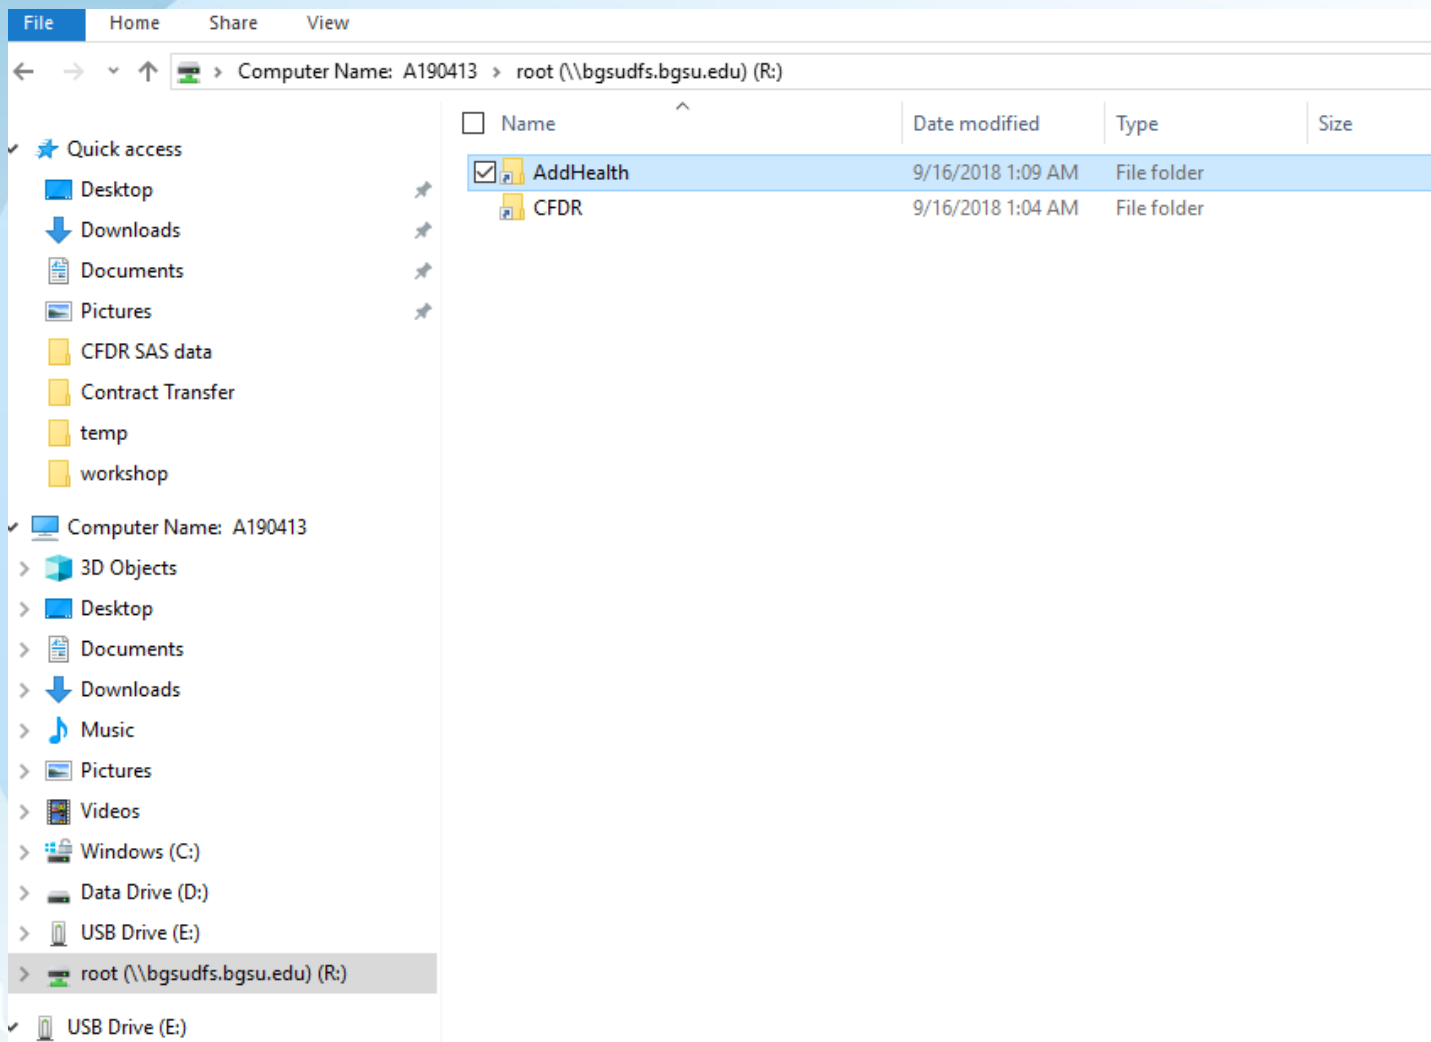 File Home Share View
Computer Name: A190413 > root (\\bgsudfs.bgsu.edu) (R:)
Name Date modified Type Size
AddHealth 9/16/2018 1:09 AM File folder
CFDR 9/16/2018 1:04 AM File folder
Quick access
Desktop
Downloads
Documents
Pictures
CFDR SAS data
Contract Transfer
temp
workshop
Computer Name: A190413
3D Objects
Desktop
Documents
Downloads
Music
Pictures
Videos
Windows (C:)
Data Drive (D:)
USB Drive (E:)
root (\\bgsudfs.bgsu.edu) (R:)
USB Drive (E:)